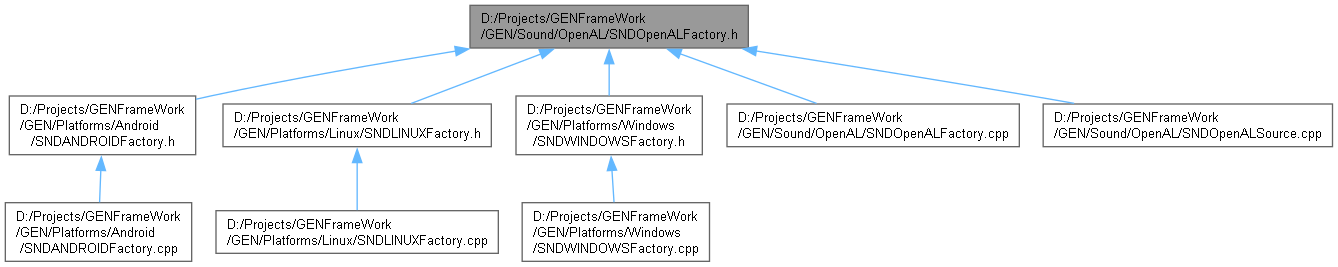 D:/Projects/GENFrameWork
/GEN/Sound/OpenAL/SNDOpenALFactory.h
D:/Projects/GENFrameWork
/GEN/Platforms/Android
/SNDANDROIDFactory.h
D:/Projects/GENFrameWork
/GEN/Platforms/Linux/SNDLINUXFactory.h
D:/Projects/GENFrameWork
/GEN/Platforms/Windows
/SNDWINDOWSFactory.h
D:/Projects/GENFrameWork
/GEN/Sound/OpenAL/SNDOpenALFactory.cpp
D:/Projects/GENFrameWork
/GEN/Sound/OpenAL/SNDOpenALSource.cpp
D:/Projects/GENFrameWork
/GEN/Platforms/Android
/SNDANDROIDFactory.cpp
D:/Projects/GENFrameWork
/GEN/Platforms/Linux/SNDLINUXFactory.cpp
D:/Projects/GENFrameWork
/GEN/Platforms/Windows
/SNDWINDOWSFactory.cpp